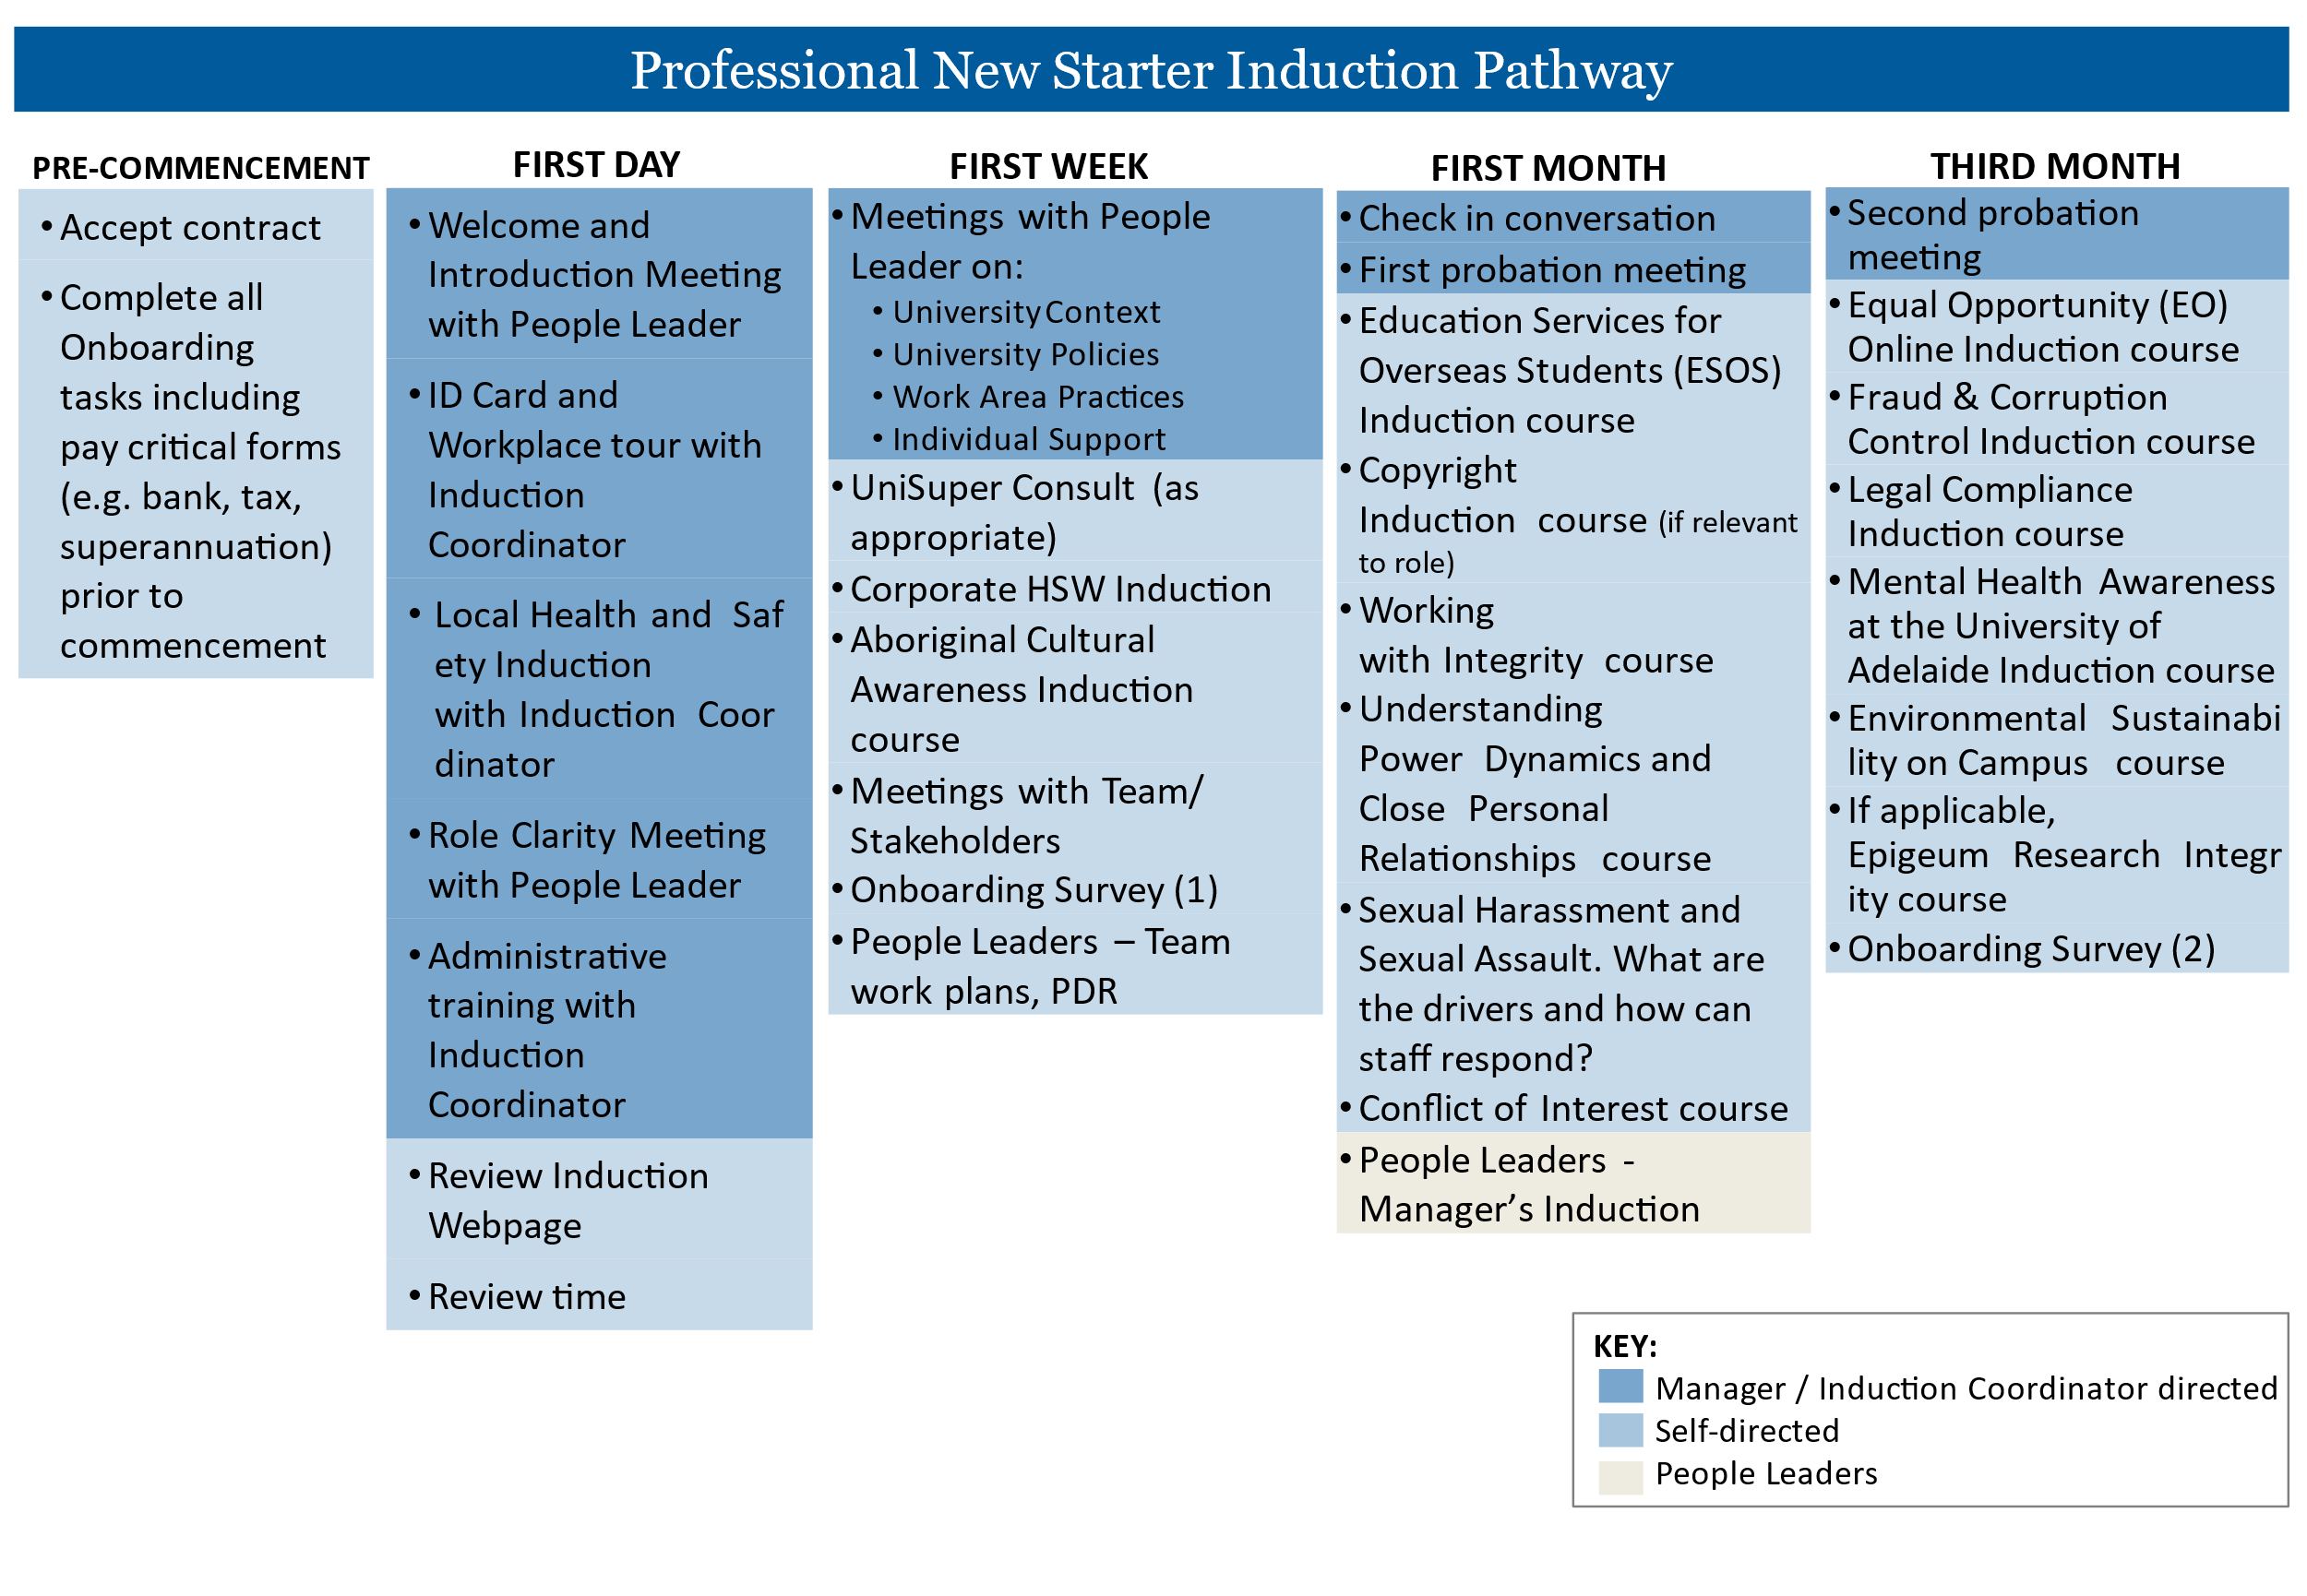 Professional New Starter Induction Pathway
PRE-COMMENCEMENT
• Accept contract
• Complete all
Onboarding
tasks including
pay critical forms
(e.g. bank, tax,
superannuation)
prior to
commencement
FIRST DAY
• Welcome and
Introduction Meeting
with People Leader
• ID Card and
Workplace tour with
Induction
Coordinator
• Local Health and Saf
ety Induction
with Induction Coor
dinator
• Role Clarity Meeting
with People Leader
• Administrative
training with
Induction
Coordinator
• Review Induction
Webpage
• Review time
FIRST WEEK
• Meetings with People
Leader on:
• University Context
• University Policies
• Work Area Practices
• Individual Support
• UniSuper Consult (as
appropriate)
• Corporate HSW Induction
• Aboriginal Cultural
Awareness Induction
course
• Meetings with Team/
Stakeholders
• Onboarding Survey (1)
• People Leaders – Team
work plans, PDR
FIRST MONTH
• Check in conversation
• First probation meeting
• Education Services for
Overseas Students (ESOS)
Induction course
• Copyright
Induction course (if relevant
to role)
• Working
with Integrity course
• Understanding
Power Dynamics and
Close Personal
Relationships course
• Sexual Harassment and
Sexual Assault. What are
the drivers and how can
staff respond?
• Conflict of Interest course
• People Leaders -
Manager’s Induction
THIRD MONTH
• Second probation
meeting
• Equal Opportunity (EO)
Online Induction course
• Fraud & Corruption
Control Induction course
• Legal Compliance
Induction course
• Mental Health Awareness
at the University of
Adelaide Induction course
• Environmental Sustainabi
lity on Campus course
• If applicable,
Epigeum Research Integr
ity course
• Onboarding Survey (2)
KEY:
Manager / Induction Coordinator directed
Self-directed
People Leaders